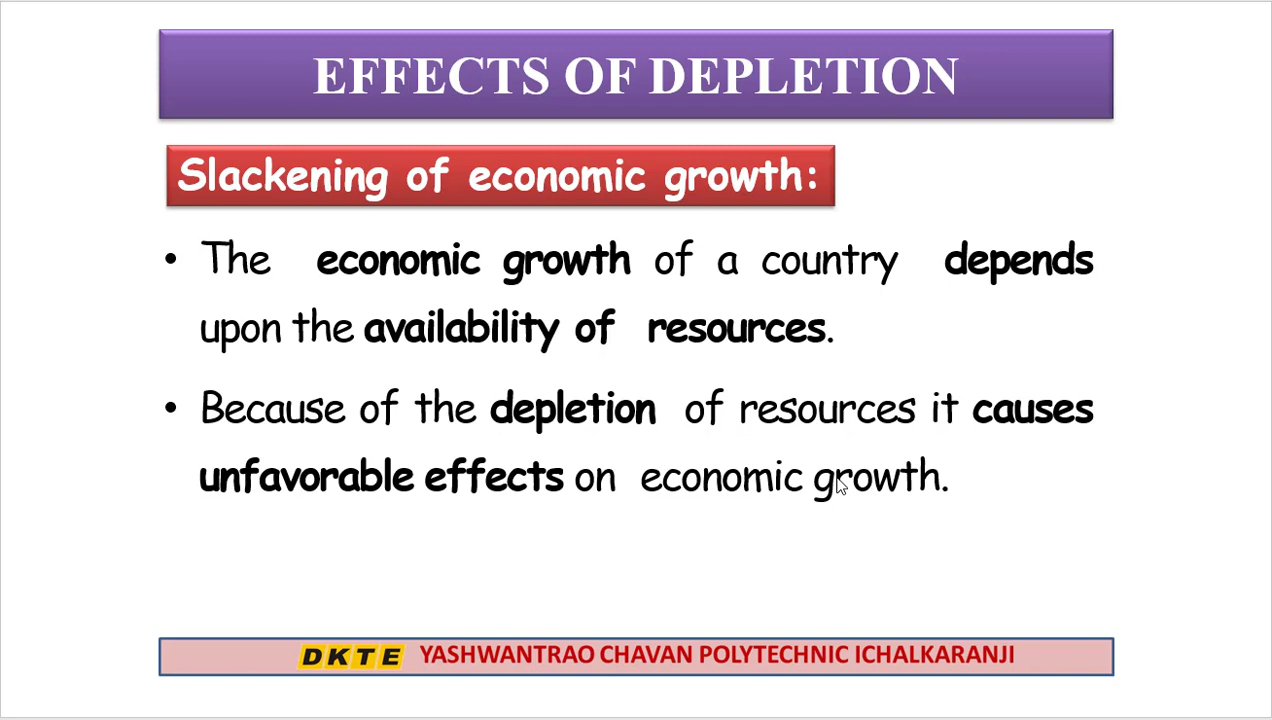 EFFECTS OF DEPLETION
Slackening of economic growth:
• The economic growth of a country depends
upon the availability of resources.
• Because of the depletion of resources it causes
unfavorable effects on economic growth.
DKTE YASHWANTRAO CHAVAN POLYTECHNIC ICHALKARANJI